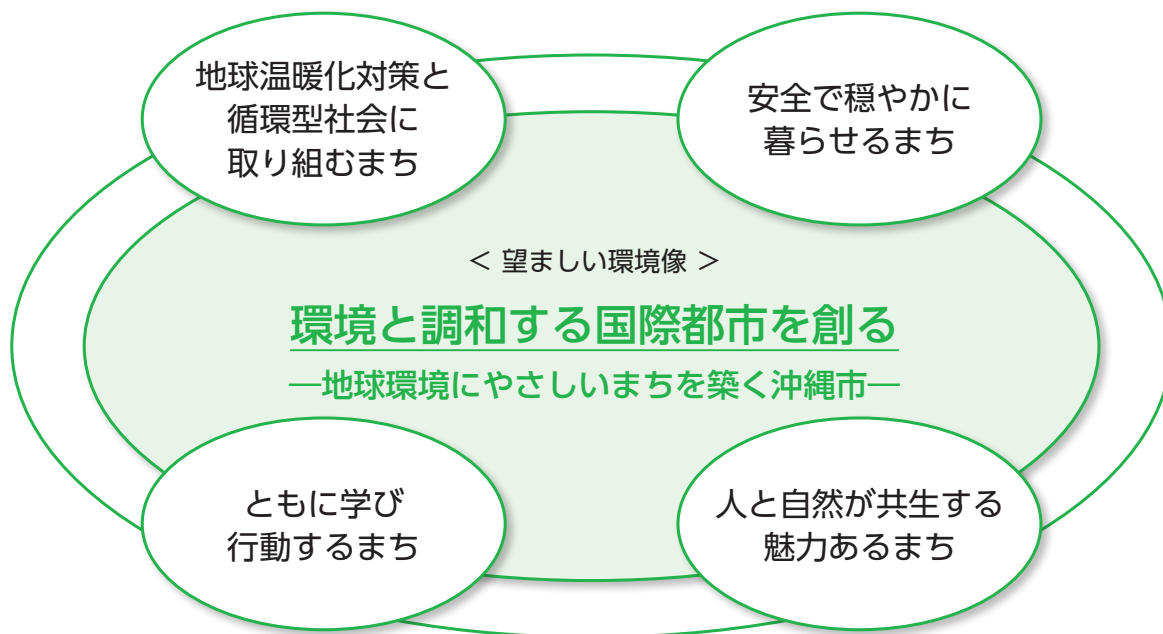 地球温暖化対策と
循環型社会に
取り組むまち
安全で穏やかに
暮らせるまち
＜ 望ましい環境像 ＞
環境と調和する国際都市を創る
―地球環境にやさしいまちを築く沖縄市―
ともに学び
行動するまち
人と自然が共生する
魅力あるまち